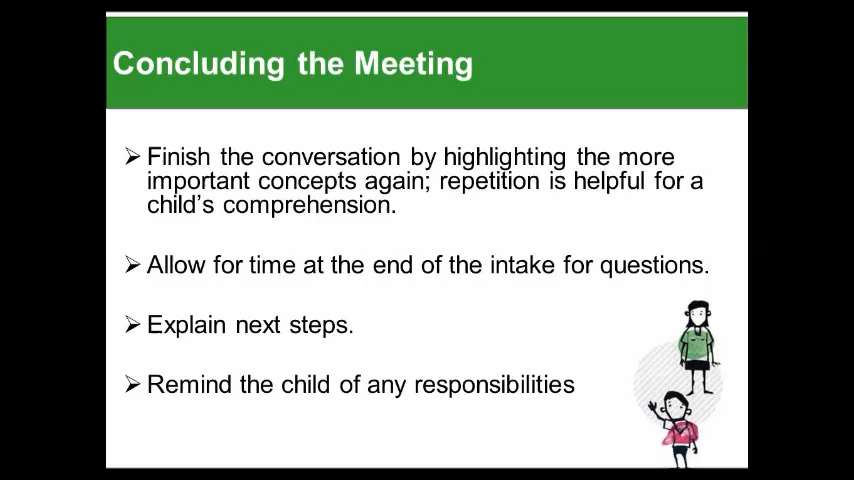 Concluding the Meeting
➢ Finish the conversation by highlighting the more
important concepts again; repetition is helpful for a
child’s comprehension.
➢ Allow for time at the end of the intake for questions.
➢ Explain next steps.
➢ Remind the child of any responsibilities